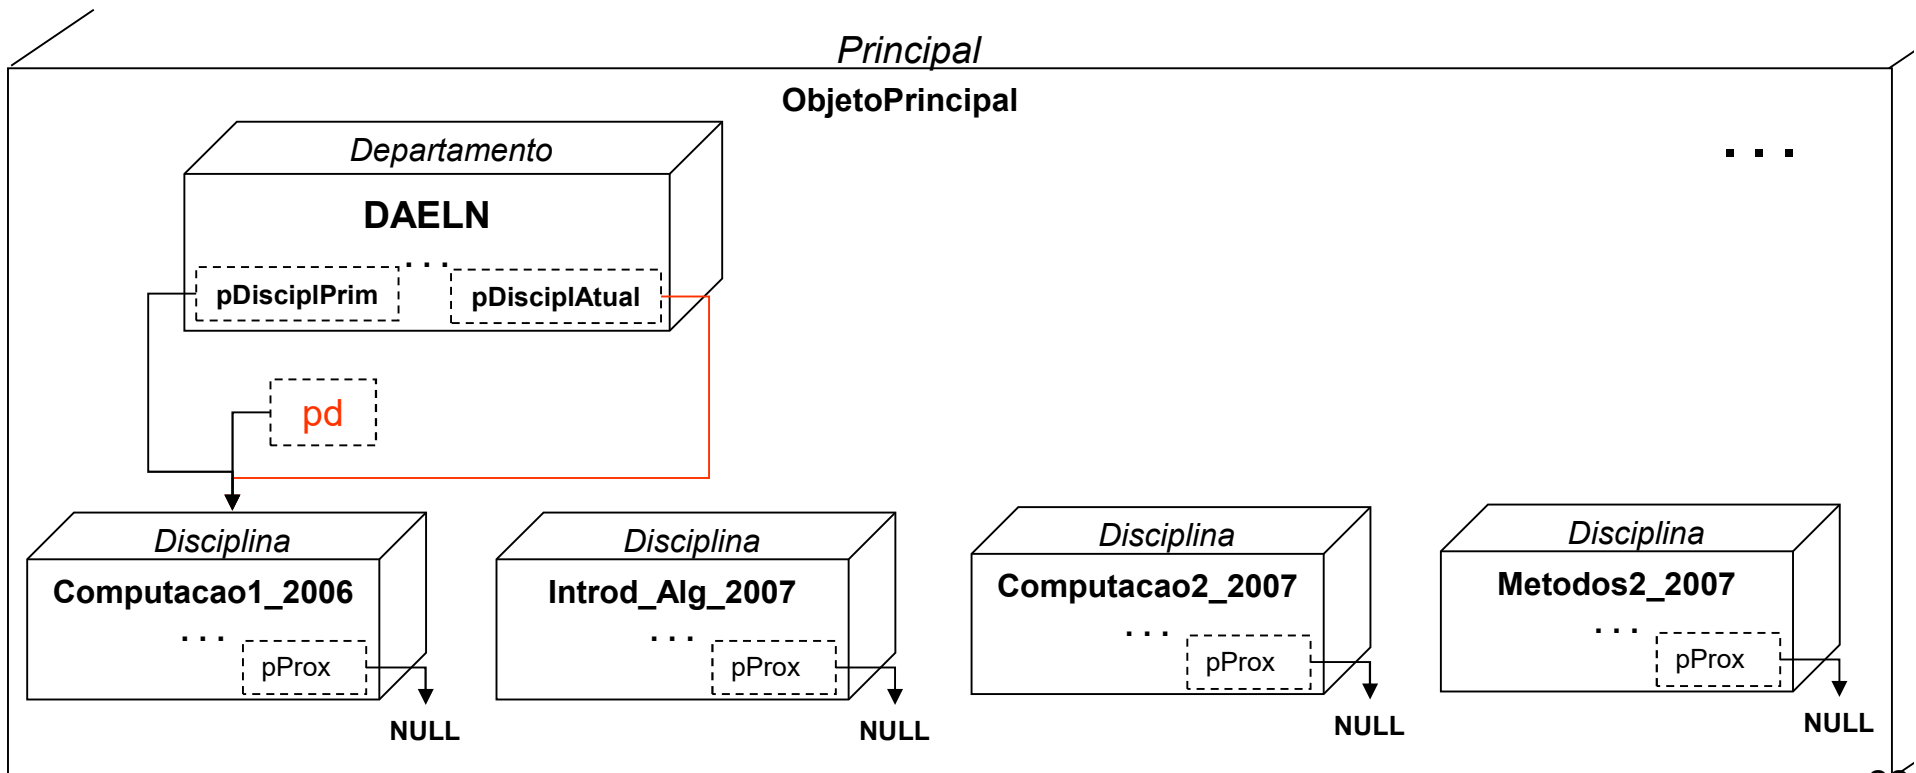 Principal
ObjetoPrincipal
Departamento
. . .
DAELN
. . .
pDisciplPrim
pDisciplAtual
pd
Disciplina
Disciplina
Disciplina
Disciplina
Computacao1_2006
Introd_Alg_2007
Computacao2_2007
Metodos2_2007
. . .
. . .
. . .
. . .
pProx
pProx
pProx
pProx
NULL
NULL
NULL
NULL